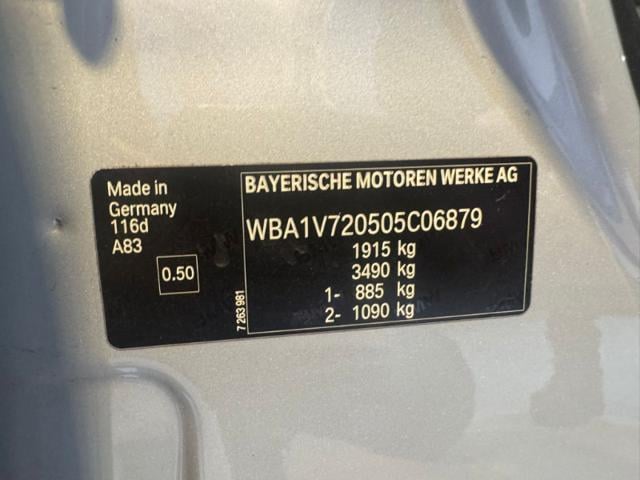 Made in
Germany
116d
A83
0.50
7 263 981
BAYERISCHE MOTOREN WERKE AG
WBA1V720505C06879
1915 kg
3490 kg
1- 885 kg
2- 1090 kg